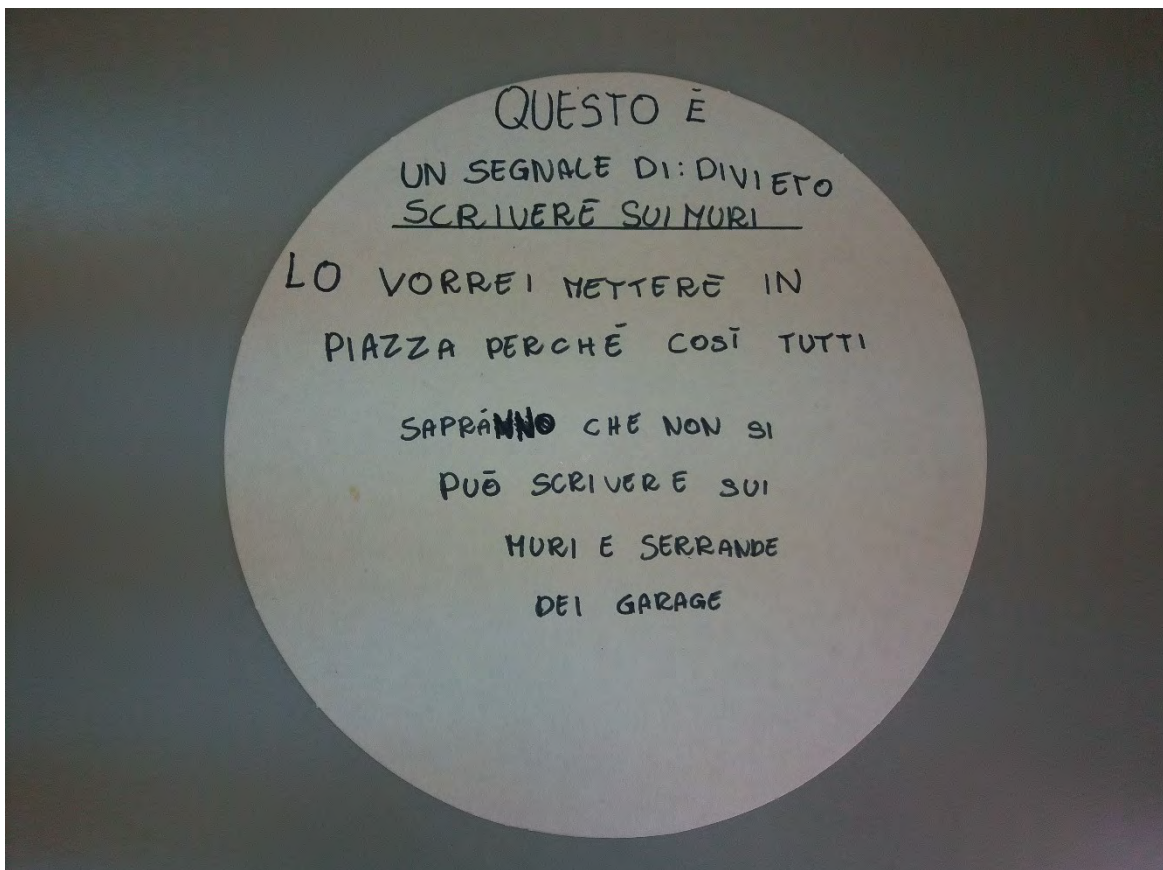 QUESTO È
UN SEGNALE DI: DIVIETO
SCRIVERE SUI MURI
LO VORREI METTERE IN
PIAZZA PERCHÉ COSÌ TUTTI
SAPRÁNNO CHE NON SI
PUÒ SCRIVERE SUI
MURI E SERRANDE
DEI GARAGE